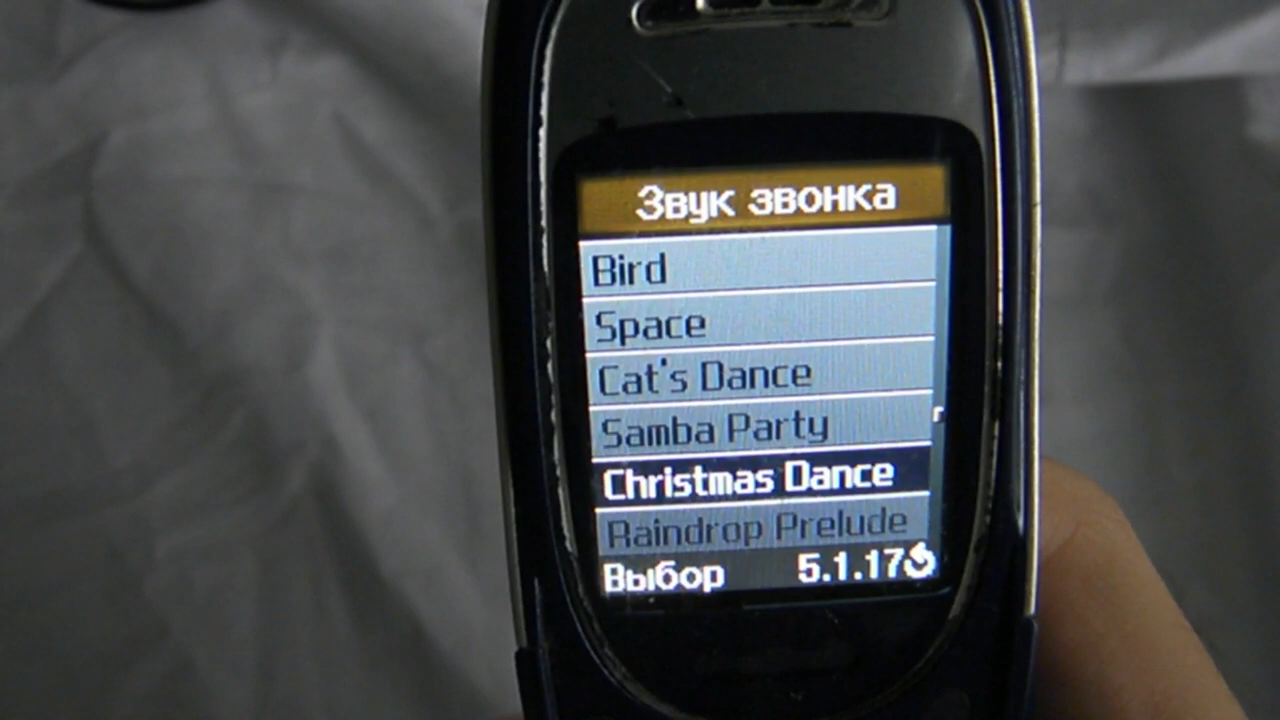 Звук звонка
Bird
Space
Cat's Dance
Samba Party
Christmas Dance
Raindrop Prelude
Выбор 5.1.17